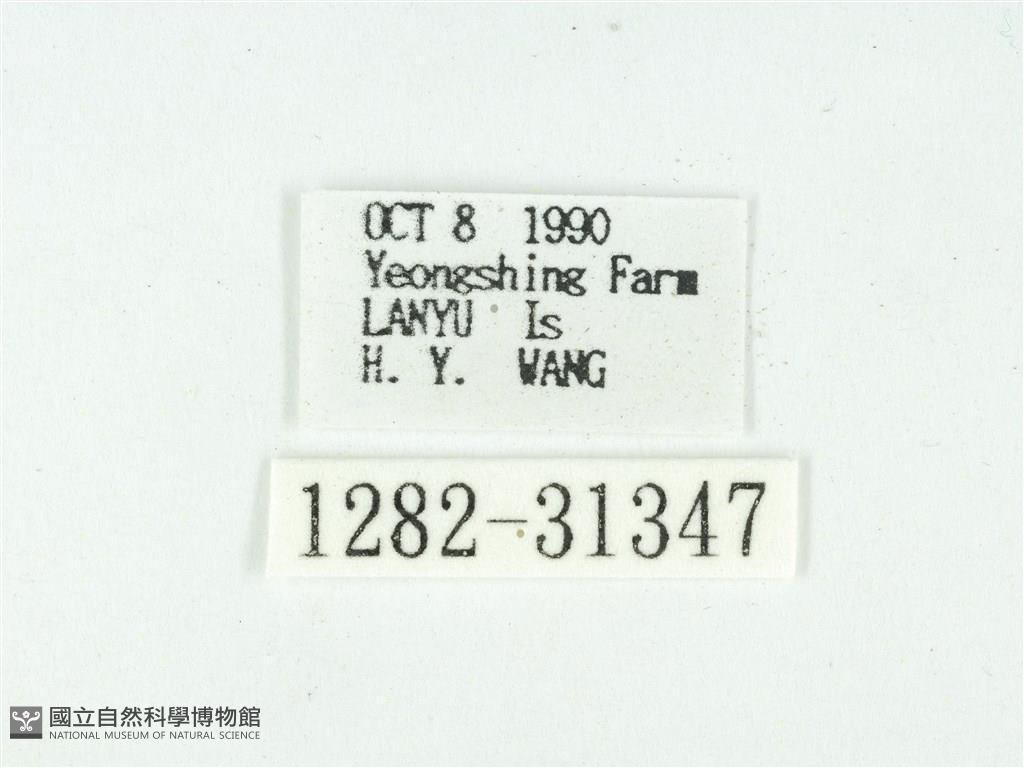 OCT 8 1990
Yeongshing Farm
LANYU Is
H. Y. WANG
1282-31347
國立自然科學博物館
NATIONAL MUSEUM OF NATURAL SCIENCE